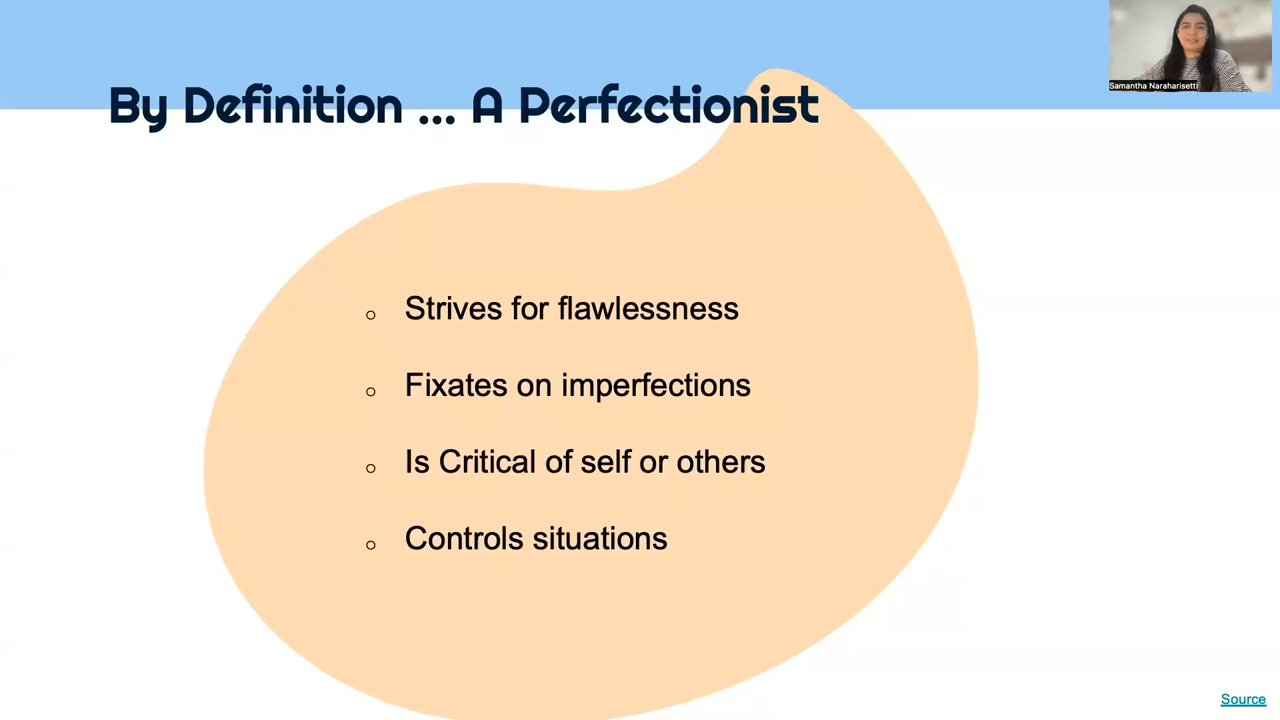 By Definition ... A Perfectionist
Samantha Naraharisetti
Strives for flawlessness
Fixates on imperfections
Is Critical of self or others
Controls situations
Source